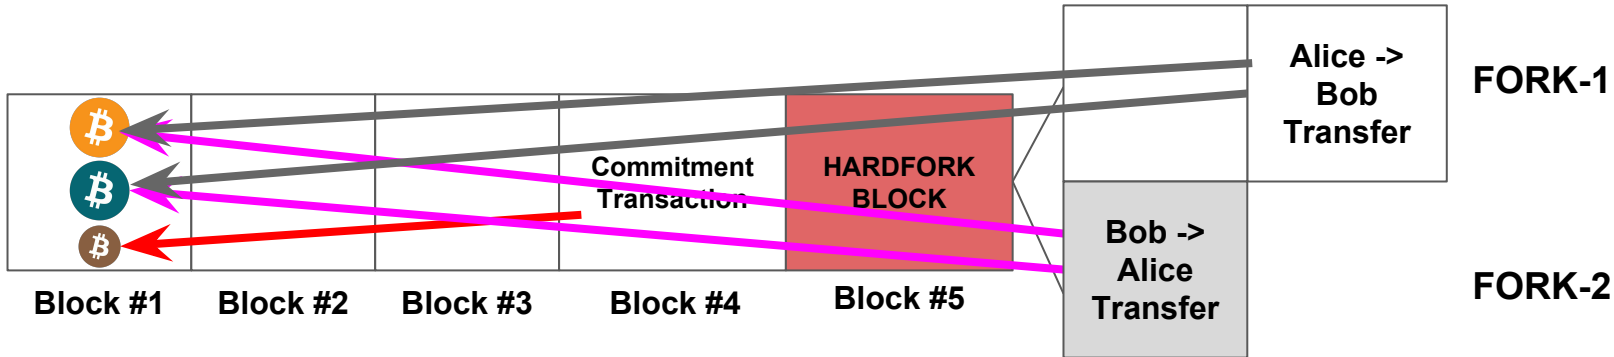 Alice ->
Bob
Transfer
FORK-1
Commitment
Transaction
HARDFORK
BLOCK
Bob ->
Alice
Transfer
FORK-2
Block #1
Block #2
Block #3
Block #4
Block #5